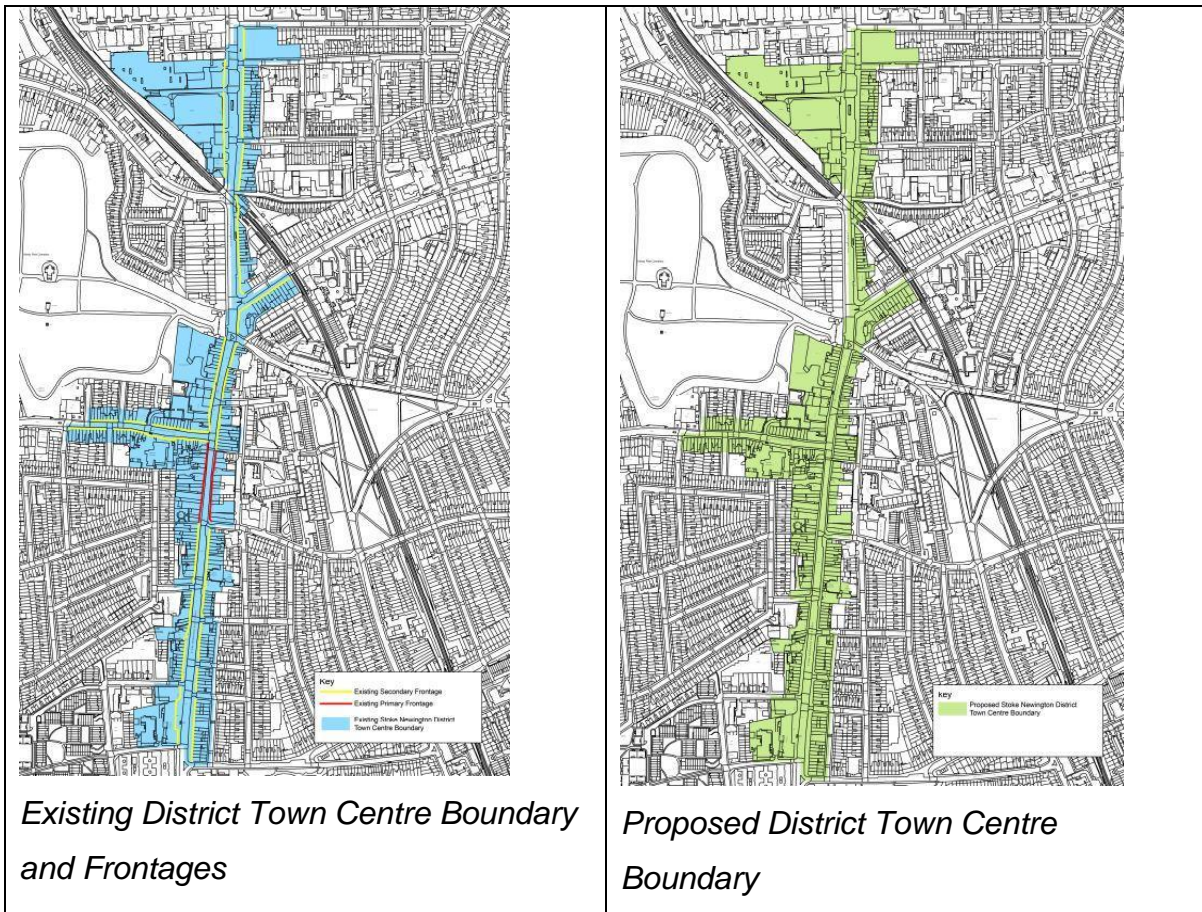 Key
Existing Secondary Frontage
Existing Primary Frontage
Existing Stoke Newington District
Town Centre Boundary
Existing District Town Centre Boundary
and Frontages
key
Proposed Stoke Newington District
Town Centre Boundary
Proposed District Town Centre
Boundary